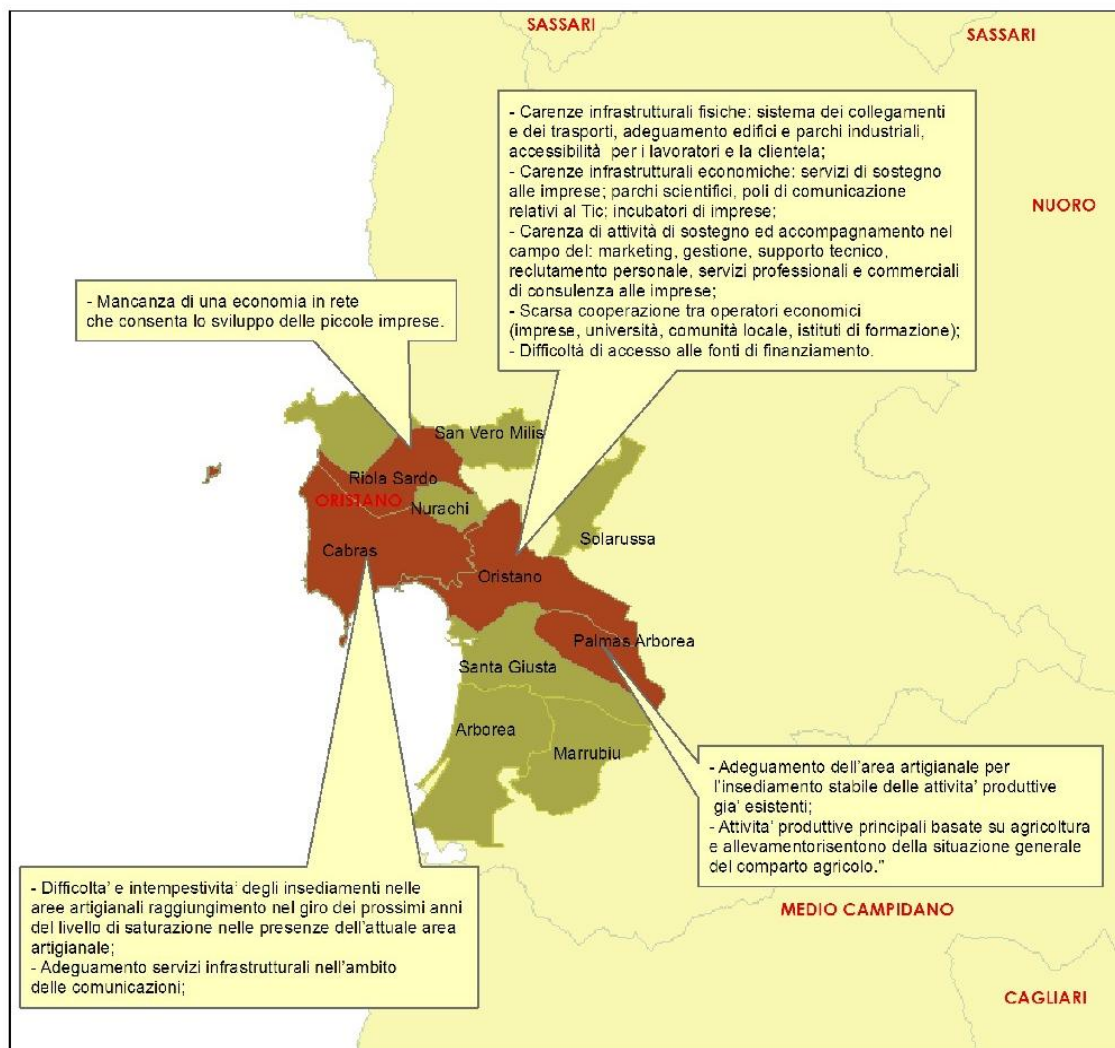 SASSARI
SASSARI
- Carenze infrastrutturali fisiche: sistema dei collegamenti
e dei trasporti, adeguamento edifici e parchi industriali,
accessibilità per i lavoratori e la clientela;
- Carenze infrastrutturali economiche: servizi di sostegno
alle imprese; parchi scientifici, poli di comunicazione
relativi al Tic; incubatori di imprese;
- Carenza di attività di sostegno ed accompagnamento nel
campo del: marketing, gestione, supporto tecnico,
reclutamento personale, servizi professionali e commerciali
di consulenza alle imprese;
- Scarsa cooperazione tra operatori economici
(imprese, università, comunità locale, istituti di formazione);
- Difficoltà di accesso alle fonti di finanziamento.
NUORO
- Mancanza di una economia in rete
che consenta lo sviluppo delle piccole imprese.
San Vero Milis
Riola Sardo
ORISTANO
Nurachi
Solarussa
Cabras
Oristano
Palmas Arborea
Santa Giusta
Arborea
Marrubiu
- Adeguamento dell'area artigianale per
l'insediamento stabile delle attivita' produttive
gia' esistenti;
- Attivita' produttive principali basate su agricoltura
e allevamentorisentono della situazione generale
del comparto agricolo."
- Difficolta' e intempestivita' degli insediamenti nelle
aree artigianali raggiungimento nel giro dei prossimi anni
del livello di saturazione nelle presenze dell'attuale area
artigianale;
- Adeguamento servizi infrastrutturali nell'ambito
delle comunicazioni;
MEDIO CAMPIDANO
CAGLIARI